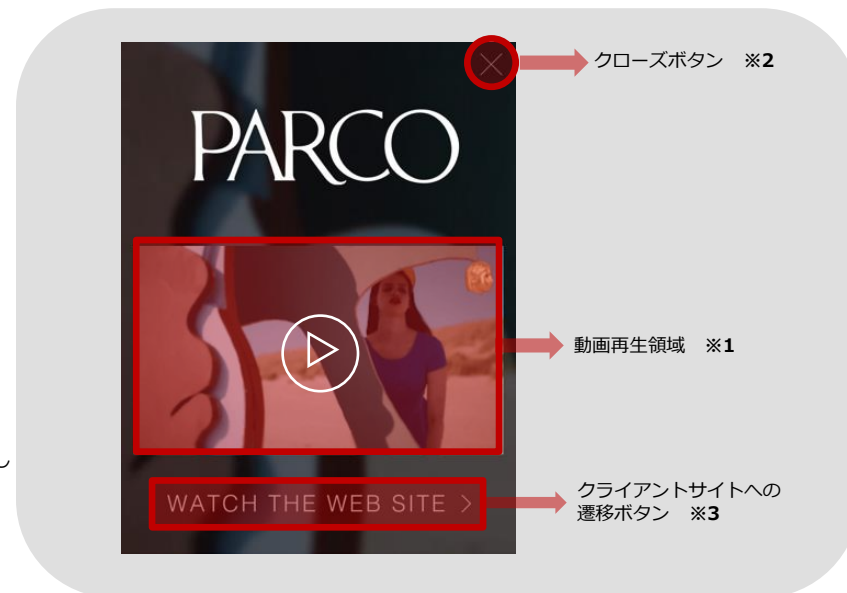 クローズボタン ※2
PARCO
動画再生領域 ※1
し
クライアントサイトへの
遷移ボタン ※3
WATCH THE WEB SITE >